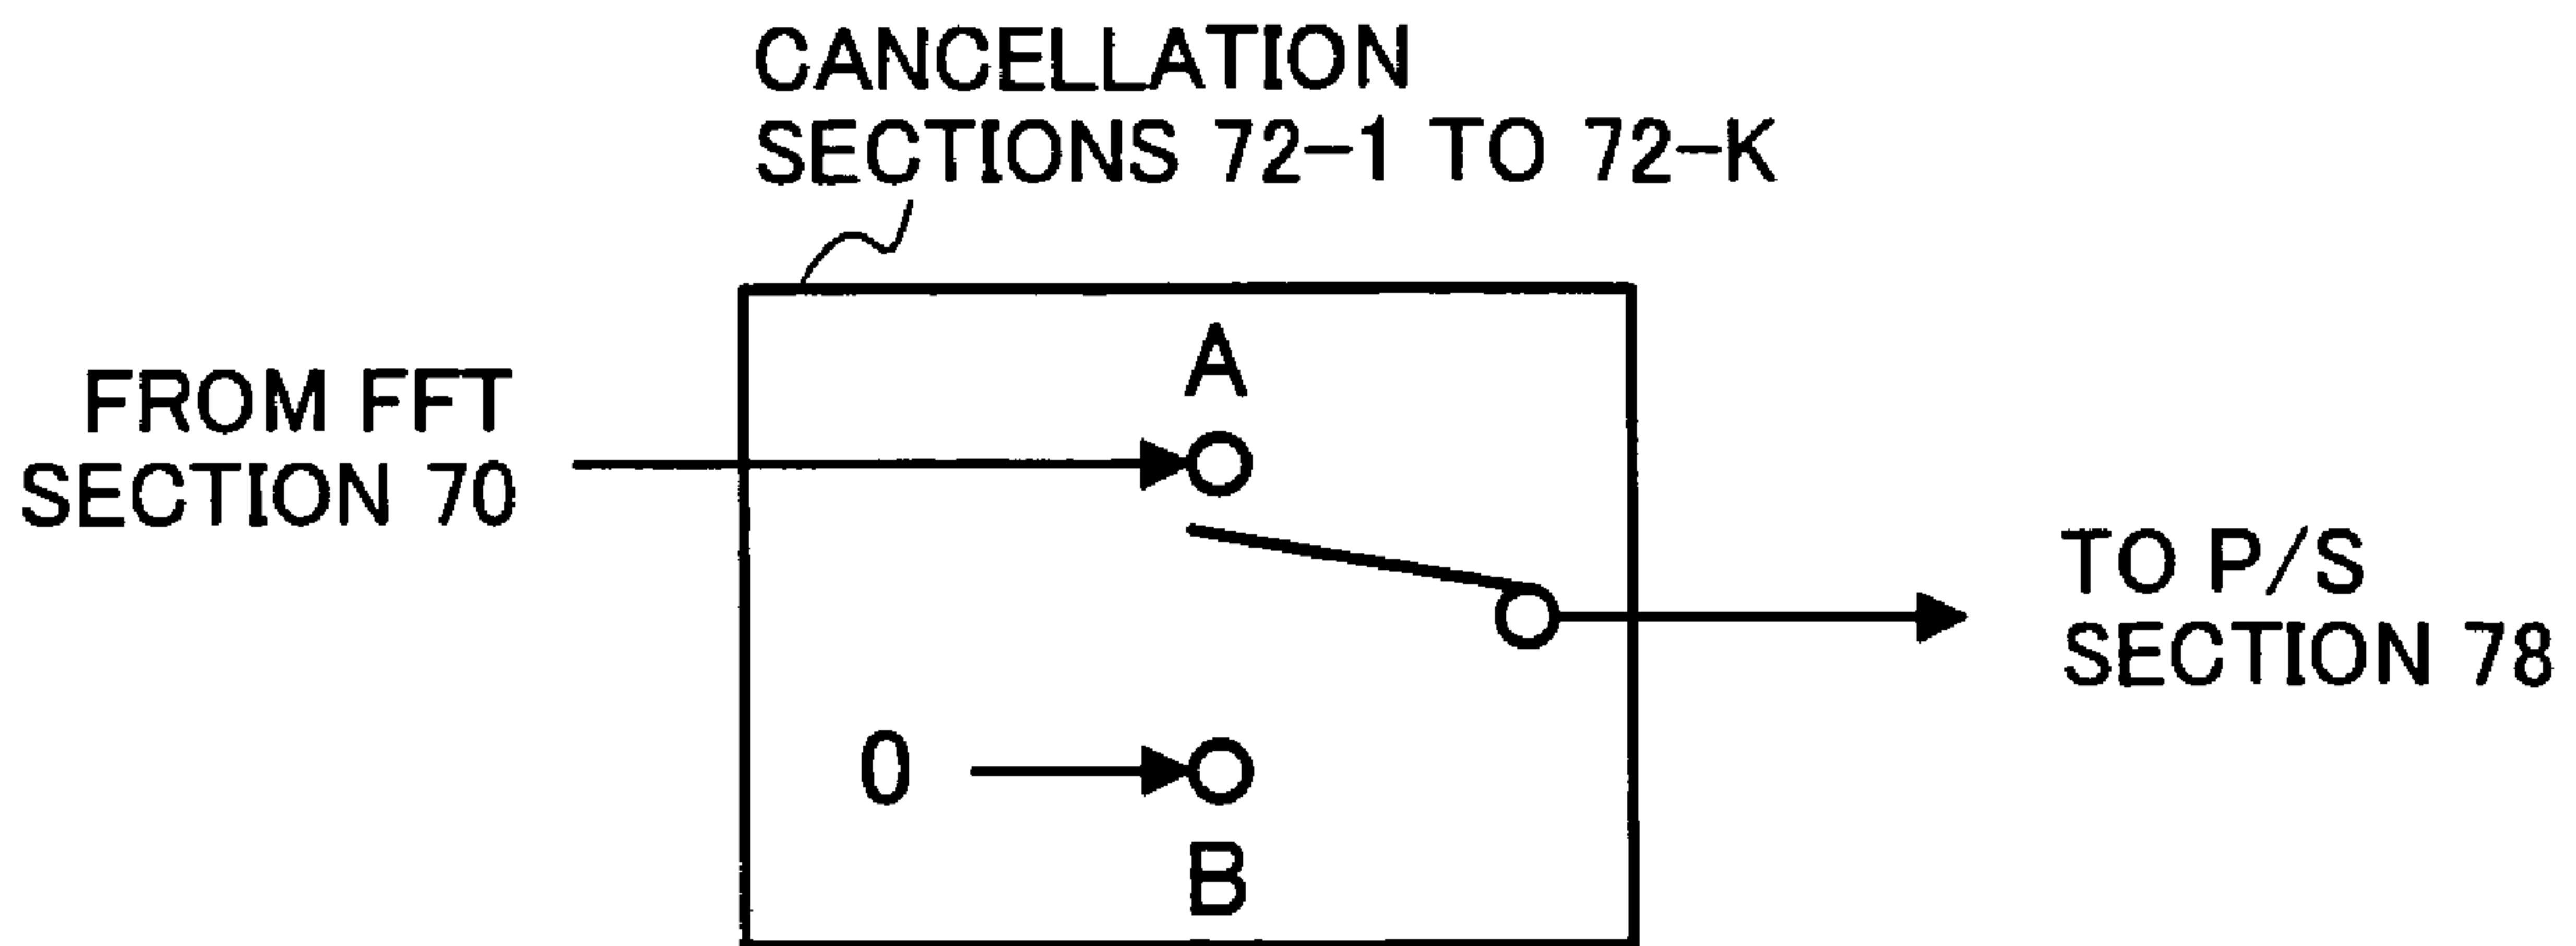 CANCELLATION
SECTIONS 72-1 TO 72-K
A
FROM FFT
SECTION 70
TO P/S
SECTION 78
0
B